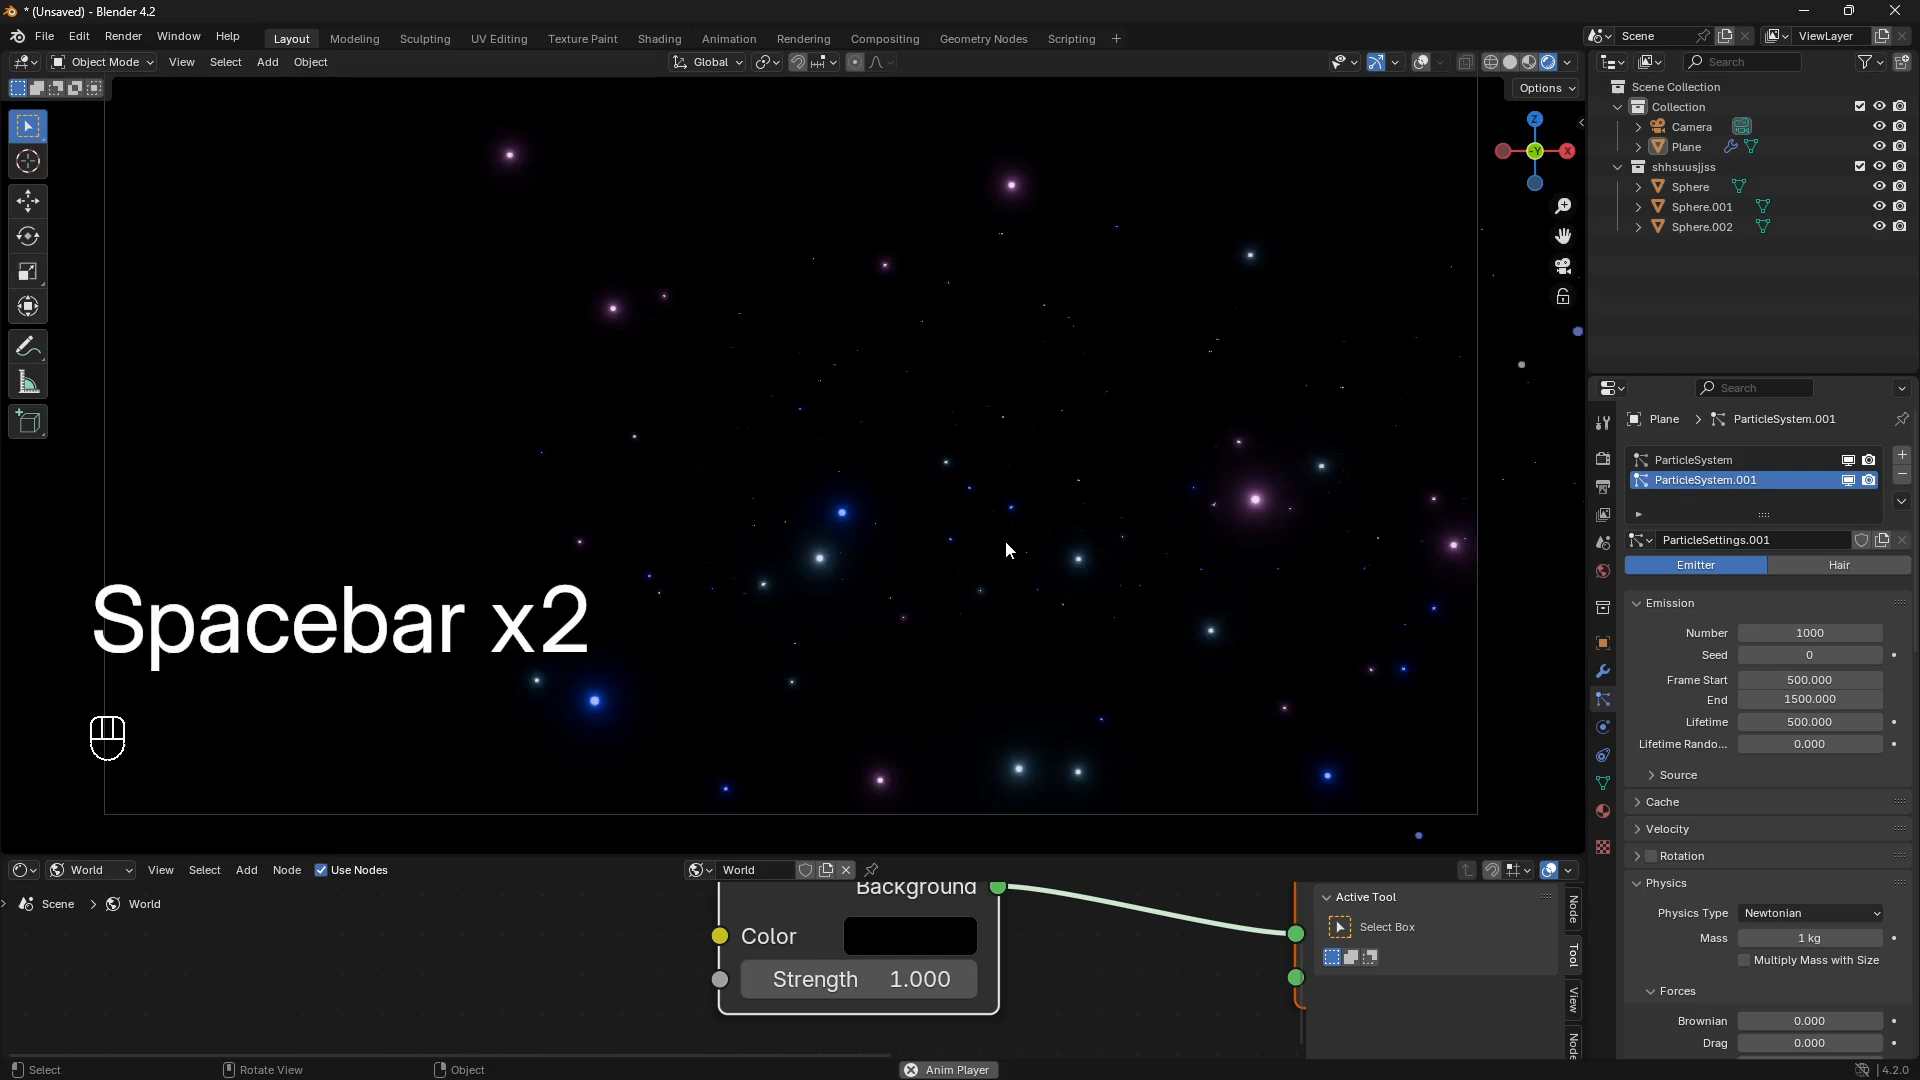 * (Unsaved) - Blender 4.2
File Edit Render Window Help Layout Modeling Sculpting UV Editing Texture Paint Shading Animation Rendering Compositing Geometry Nodes Scripting + Scene ViewLayer
Object Mode View Select Add Object Global Search
Options
Scene Collection
Collection
Camera
Plane
shhsuusjjss
Sphere
Sphere.001
Sphere.002
Z
-Y
X
Search
Plane ParticleSystem.001
ParticleSystem
ParticleSystem.001
ParticleSettings.001
Emitter Hair
Emission
Number 1000
Seed 0
Frame Start 500.000
End 1500.000
Lifetime 500.000
Lifetime Rando... 0.000
Source
Cache
Velocity
Rotation
Physics
Physics Type Newtonian
Mass 1 kg
Multiply Mass with Size
Forces
Brownian 0.000
Drag 0.000
Spacebar x2
World View Select Add Node Use Nodes World
Scene World
Background
Color
Strength 1.000
Active Tool
Select Box
Node
Tool
View
Node
Select Rotate View Object Anim Player 4.2.0